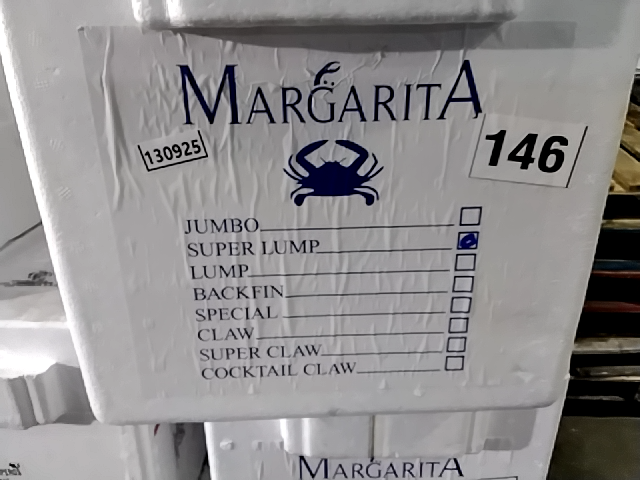 MARGARITA
130925
146
JUMBO
SUPER LUMP
LUMP
BACKFIN
SPECIAL
CLAW
SUPER CLAW
COCKTAIL CLAW
MARGARITA